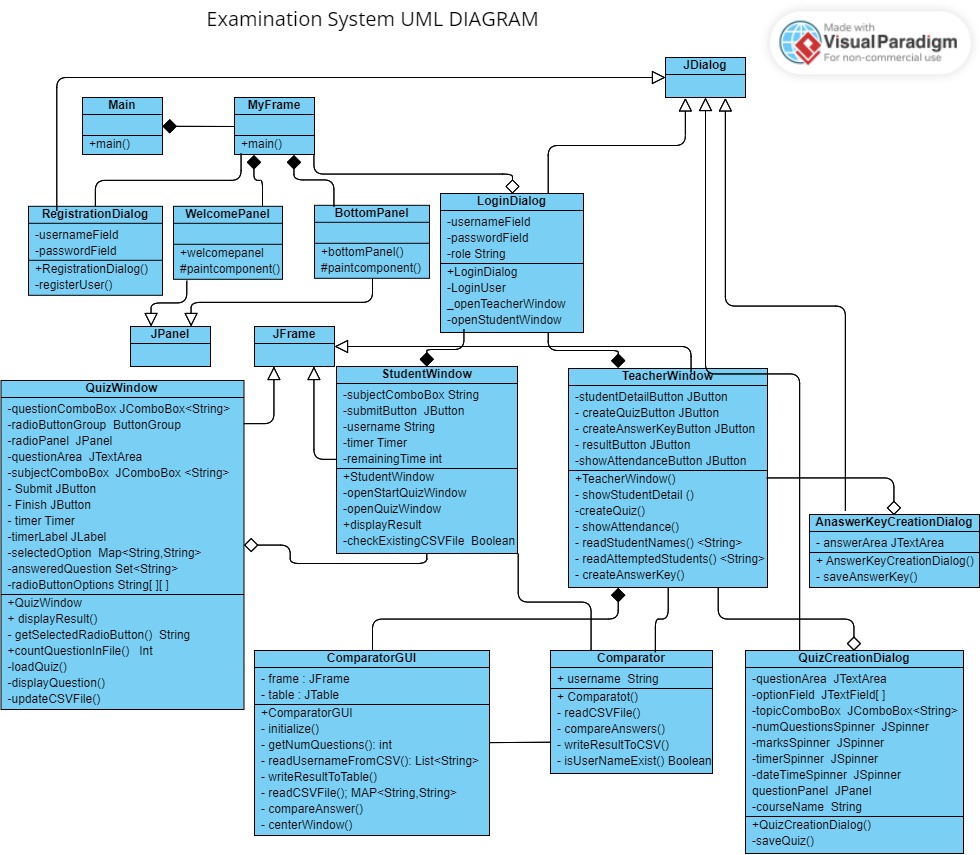 Examination System UML DIAGRAM
Made with
Visual Paradigm
For non-commercial use
JDialog
Main
+main()
MyFrame
+main()
RegistrationDialog
-usernameField
-passwordField
+RegistrationDialog()
-registerUser()
WelcomePanel
+welcomepanel
#paintcomponent()
BottomPanel
+bottomPanel()
#paintcomponent()
LoginDialog
-usernameField
-passwordField
-role String
+LoginDialog
-LoginUser
_openTeacherWindow
-openStudentWindow
JPanel
JFrame
QuizWindow
-questionComboBox JComboBox<String>
-radioButtonGroup ButtonGroup
-radioPanel JPanel
-questionArea JTextArea
-subjectComboBox JComboBox <String>
- Submit JButton
- Finish JButton
- timer Timer
-timerLabel JLabel
-selectedOption Map<String,String>
-answeredQuestion Set<String>
-radioButtonOptions String[ ][ ]
+QuizWindow
+ displayResult()
- getSelectedRadioButton() String
+countQuestionInFile() Int
-loadQuiz()
-displayQuestion()
-updateCSVFile()
StudentWindow
-subjectComboBox String
-submitButton JButton
-username String
-timer Timer
-remainingTime int
+StudentWindow
-openStartQuizWindow
-openQuizWindow
+displayResult
-checkExistingCSVFile Boolean
TeacherWindow
-studentDetailButton JButton
- createQuizButton JButton
- createAnswerKeyButton JButton
- resultButton JButton
-showAttendanceButton JButton
+TeacherWindow()
- showStudentDetail ()
-createQuiz()
- showAttendance()
- readStudentNames() <String>
- readAttemptedStudents() <String>
- createAnswerKey()
AnaswerKeyCreationDialog
- answerArea JTextArea
+ AnswerKeyCreationDialog()
- saveAnswerKey()
ComparatorGUI
- frame : JFrame
- table : JTable
+ComparatorGUI
- initialize()
- getNumQuestions(): int
- readUsernameFromCSV(): List<String>
- writeResultToTable()
- readCSVFile(); MAP<String,String>
- compareAnswer()
- centerWindow()
Comparator
+ username String
+ Comparatot()
- readCSVFile()
- compareAnswers()
- writeResultToCSV()
- isUserNameExist() Boolean
QuizCreationDialog
-questionArea JTextArea
-optionField JTextField[ ]
-topicComboBox JComboBox<String>
-numQuestionsSpinner JSpinner
-marksSpinner JSpinner
-timerSpinner JSpinner
-dateTimeSpinner JSpinner
questionPanel JPanel
-courseName String
+QuizCreationDialog()
-saveQuiz()